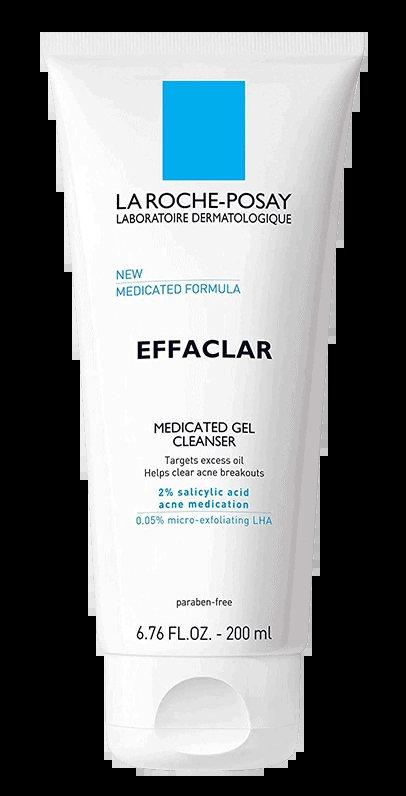 LA ROCHE-POSAY
LABORATOIRE DERMATOLOGIQUE
NEW
MEDICATED FORMULA
EFFACLAR
MEDICATED GEL
CLEANSER
Targets excess oil
Helps clear acne breakouts
2% salicylic acid
acne medication
0.05% micro-exfoliating LHA
paraben-free
6.76 FL.OZ. - 200 ml